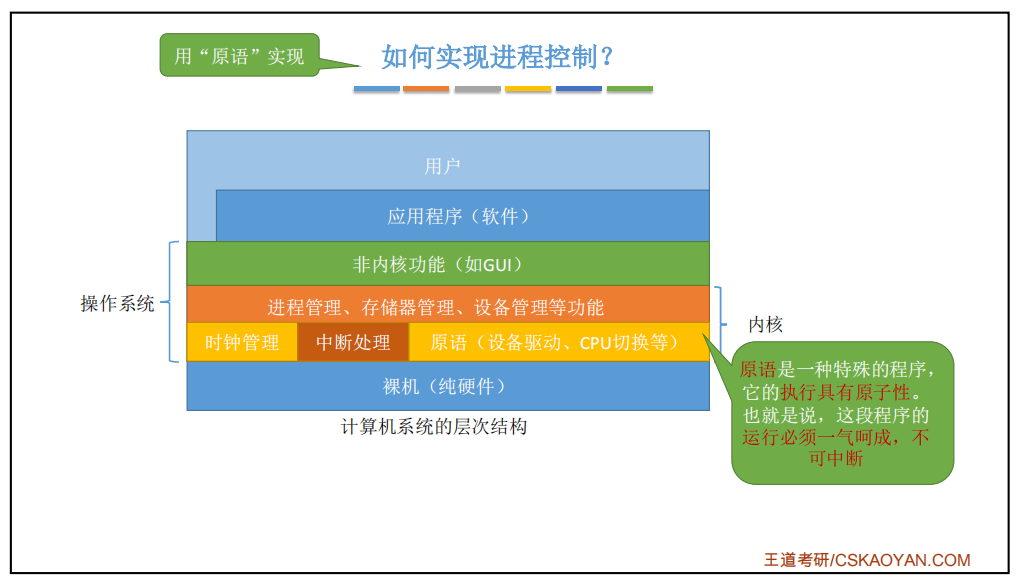 用“原语”实现
如何实现进程控制？
用户
应用程序（软件）
非内核功能（如GUI）
操作系统
进程管理、存储器管理、设备管理等功能
内核
时钟管理
中断处理
原语（设备驱动、CPU切换等）
裸机（纯硬件）
计算机系统的层次结构
原语是一种特殊的程序，
它的执行具有原子性。
也就是说，这段程序的
运行必须一气呵成，不
可中断
王道考研/CSKAOYAN.COM